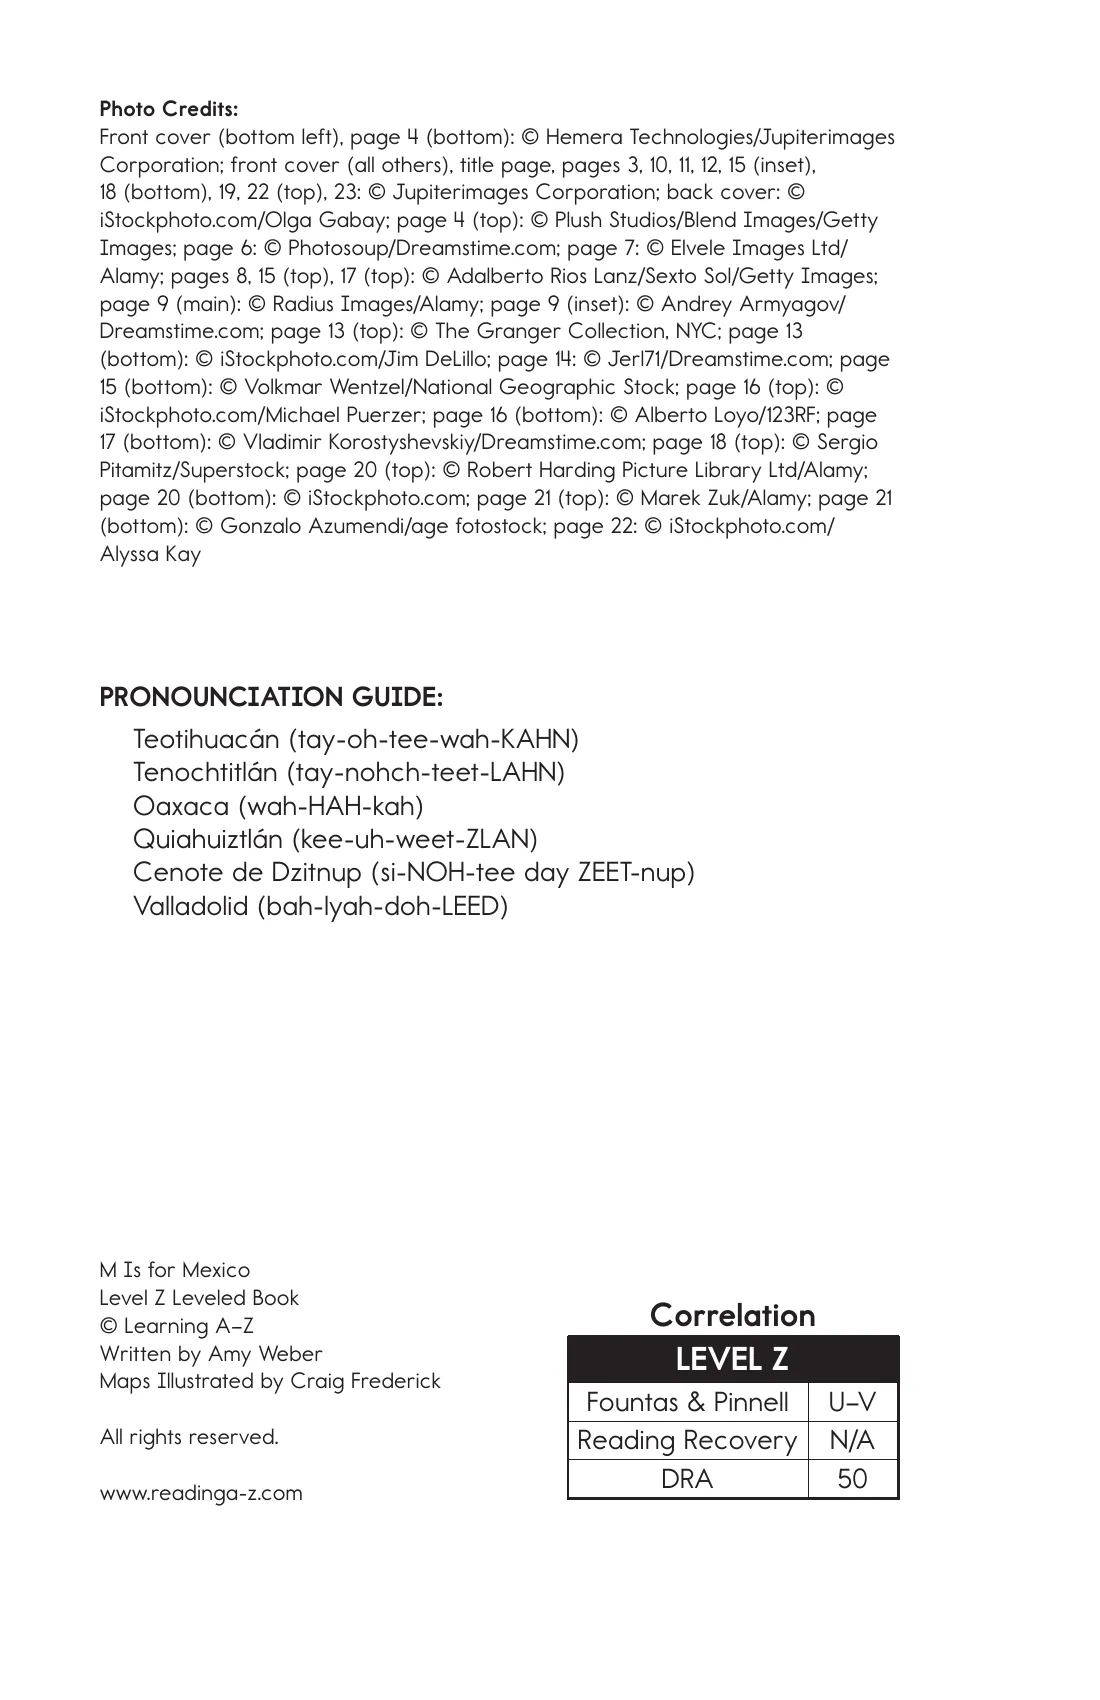 Photo Credits:
Front cover (bottom left), page 4 (bottom): © Hemera Technologies/Jupiterimages
Corporation; front cover (all others), title page, pages 3, 10, 11, 12, 15 (inset),
18 (bottom), 19, 22 (top), 23: © Jupiterimages Corporation; back cover: ©
iStockphoto.com/Olga Gabay; page 4 (top): © Plush Studios/Blend Images/Getty
Images; page 6: © Photosoup/Dreamstime.com; page 7: © Elvele Images Ltd/
Alamy; pages 8, 15 (top), 17 (top): © Adalberto Rios Lanz/Sexto Sol/Getty Images;
page 9 (main): © Radius Images/Alamy; page 9 (inset): © Andrey Armyagov/
Dreamstime.com; page 13 (top): © The Granger Collection, NYC; page 13
(bottom): © iStockphoto.com/Jim DeLillo; page 14: © Jerl71/Dreamstime.com; page
15 (bottom): © Volkmar Wentzel/National Geographic Stock; page 16 (top): ©
iStockphoto.com/Michael Puerzer; page 16 (bottom): © Alberto Loyo/123RF; page
17 (bottom): © Vladimir Korostyshevskiy/Dreamstime.com; page 18 (top): © Sergio
Pitamitz/Superstock; page 20 (top): © Robert Harding Picture Library Ltd/Alamy;
page 20 (bottom): © iStockphoto.com; page 21 (top): © Marek Zuk/Alamy; page 21
(bottom): © Gonzalo Azumendi/age fotostock; page 22: © iStockphoto.com/
Alyssa Kay
PRONOUNCIATION GUIDE:
Teotihuacán (tay-oh-tee-wah-KAHN)
Tenochtitlán (tay-nohch-teet-LAHN)
Oaxaca (wah-HAH-kah)
Quiahuiztlán (kee-uh-weet-ZLAN)
Cenote de Dzitnup (si-NOH-tee day ZEET-nup)
Valladolid (bah-lyah-doh-LEED)
M Is for Mexico
Level Z Leveled Book
© Learning A–Z
Written by Amy Weber
Maps Illustrated by Craig Frederick
All rights reserved.
www.readinga-z.com
Correlation
LEVEL Z
Fountas & Pinnell U–V
Reading Recovery N/A
DRA 50